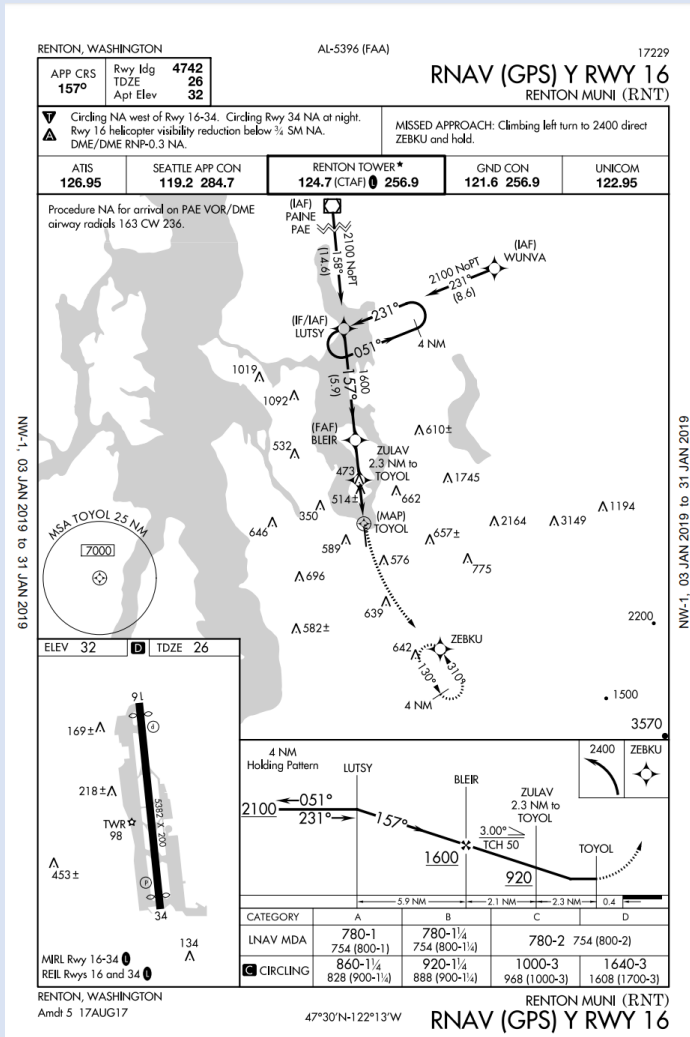 RENTON, WASHINGTON
AL-5396 (FAA)
17229
APP CRS
157°
Rwy ldg 4742
TDZE 26
Apt Elev 32
RNAV (GPS) Y RWY 16
RENTON MUNI (RNT)
T
A
Circling NA west of Rwy 16-34. Circling Rwy 34 NA at night.
Rwy 16 helicopter visibility reduction below ¾ SM NA.
DME/DME RNP-0.3 NA.
MISSED APPROACH: Climbing left turn to 2400 direct
ZEBKU and hold.
ATIS
126.95
SEATTLE APP CON
119.2 284.7
RENTON TOWER★
124.7 (CTAF) L 256.9
GND CON
121.6 256.9
UNICOM
122.95
Procedure NA for arrival on PAE VOR/DME
airway radials 163 CW 236.
(IAF)
PAINE
PAE
2100 NoPT
158°
(14.6)
(IAF)
WUNVA
2100 NoPT
231°
(8.6)
(IF/IAF)
LUTSY
231°
051°
4 NM
1600
157°
(5.9)
1019
1092
(FAF)
BLEIR
610±
532
ZULAV
2.3 NM to
TOYOL
473
1745
514±
662
350
(MAP)
TOYOL
1194
2164
3149
646
589
657±
576
775
696
639
582±
642
ZEBKU
130°
310°
4 NM
2200
1500
3570
MSA TOYOL 25 NM
7000
NW-1, 03 JAN 2019 to 31 JAN 2019
NW-1, 03 JAN 2019 to 31 JAN 2019
ELEV 32
D
TDZE 26
16
169±
P
218±
5382 X 200
TWR
98
453±
P
34
134
MIRL Rwy 16-34 L
REIL Rwys 16 and 34 L
4 NM
Holding Pattern
LUTSY
2400
ZEBKU
BLEIR
ZULAV
2.3 NM to
TOYOL
2100
051°
231°
157°
3.00°
TCH 50
TOYOL
1600
920
5.9 NM
2.1 NM
2.3 NM
0.4
CATEGORY A B C D
LNAV MDA
780-1
754 (800-1)
780-1¼
754 (800-1¼)
780-2 754 (800-2)
C CIRCLING
860-1¼
828 (900-1¼)
920-1¼
888 (900-1¼)
1000-3
968 (1000-3)
1640-3
1608 (1700-3)
RENTON, WASHINGTON
Amdt 5 17AUG17
47°30'N-122°13'W
RENTON MUNI (RNT)
RNAV (GPS) Y RWY 16